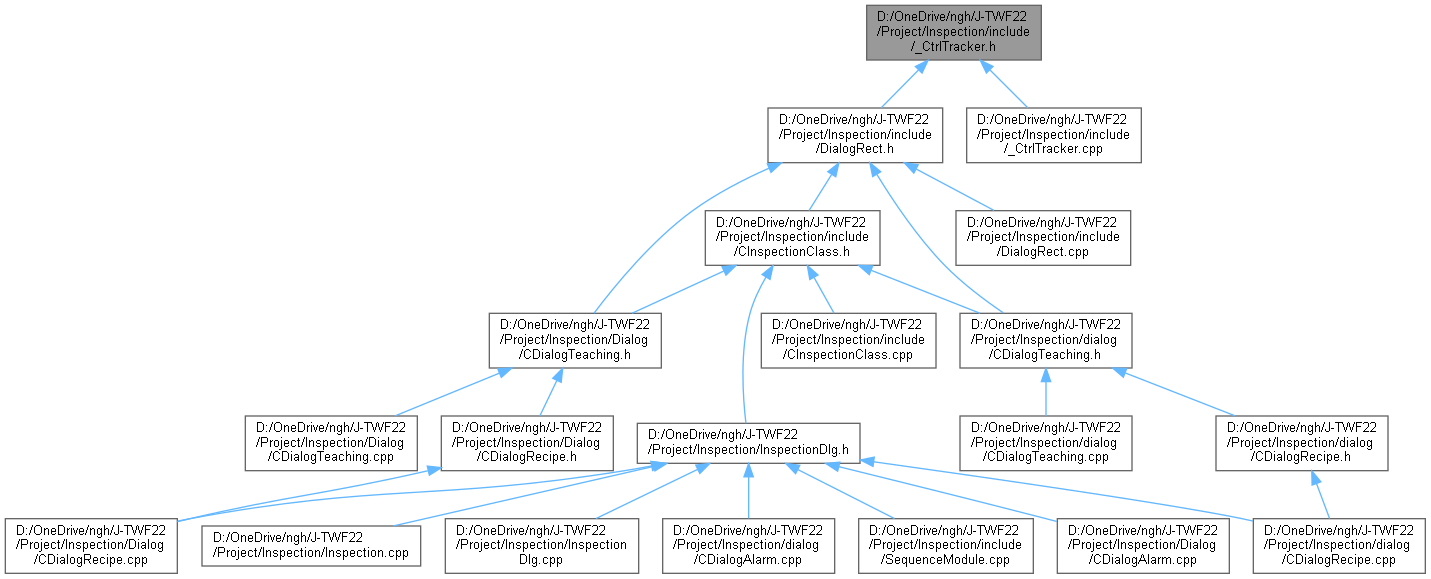 D:/OneDrive/ngh/J-TWF22
/Project/Inspection/include
/_CtrlTracker.h
D:/OneDrive/ngh/J-TWF22
/Project/Inspection/include
/DialogRect.h
D:/OneDrive/ngh/J-TWF22
/Project/Inspection/include
/_CtrlTracker.cpp
D:/OneDrive/ngh/J-TWF22
/Project/Inspection/include
/CInspectionClass.h
D:/OneDrive/ngh/J-TWF22
/Project/Inspection/include
/DialogRect.cpp
D:/OneDrive/ngh/J-TWF22
/Project/Inspection/Dialog
/CDialogTeaching.h
D:/OneDrive/ngh/J-TWF22
/Project/Inspection/include
/CInspectionClass.cpp
D:/OneDrive/ngh/J-TWF22
/Project/Inspection/dialog
/CDialogTeaching.h
D:/OneDrive/ngh/J-TWF22
/Project/Inspection/Dialog
/CDialogTeaching.cpp
D:/OneDrive/ngh/J-TWF22
/Project/Inspection/Dialog
/CDialogRecipe.h
D:/OneDrive/ngh/J-TWF22
/Project/Inspection/InspectionDlg.h
D:/OneDrive/ngh/J-TWF22
/Project/Inspection/dialog
/CDialogTeaching.cpp
D:/OneDrive/ngh/J-TWF22
/Project/Inspection/dialog
/CDialogRecipe.h
D:/OneDrive/ngh/J-TWF22
/Project/Inspection/Dialog
/CDialogRecipe.cpp
D:/OneDrive/ngh/J-TWF22
/Project/Inspection/Inspection.cpp
D:/OneDrive/ngh/J-TWF22
/Project/Inspection/Inspection
Dlg.cpp
D:/OneDrive/ngh/J-TWF22
/Project/Inspection/dialog
/CDialogAlarm.cpp
D:/OneDrive/ngh/J-TWF22
/Project/Inspection/include
/SequenceModule.cpp
D:/OneDrive/ngh/J-TWF22
/Project/Inspection/Dialog
/CDialogAlarm.cpp
D:/OneDrive/ngh/J-TWF22
/Project/Inspection/dialog
/CDialogRecipe.cpp